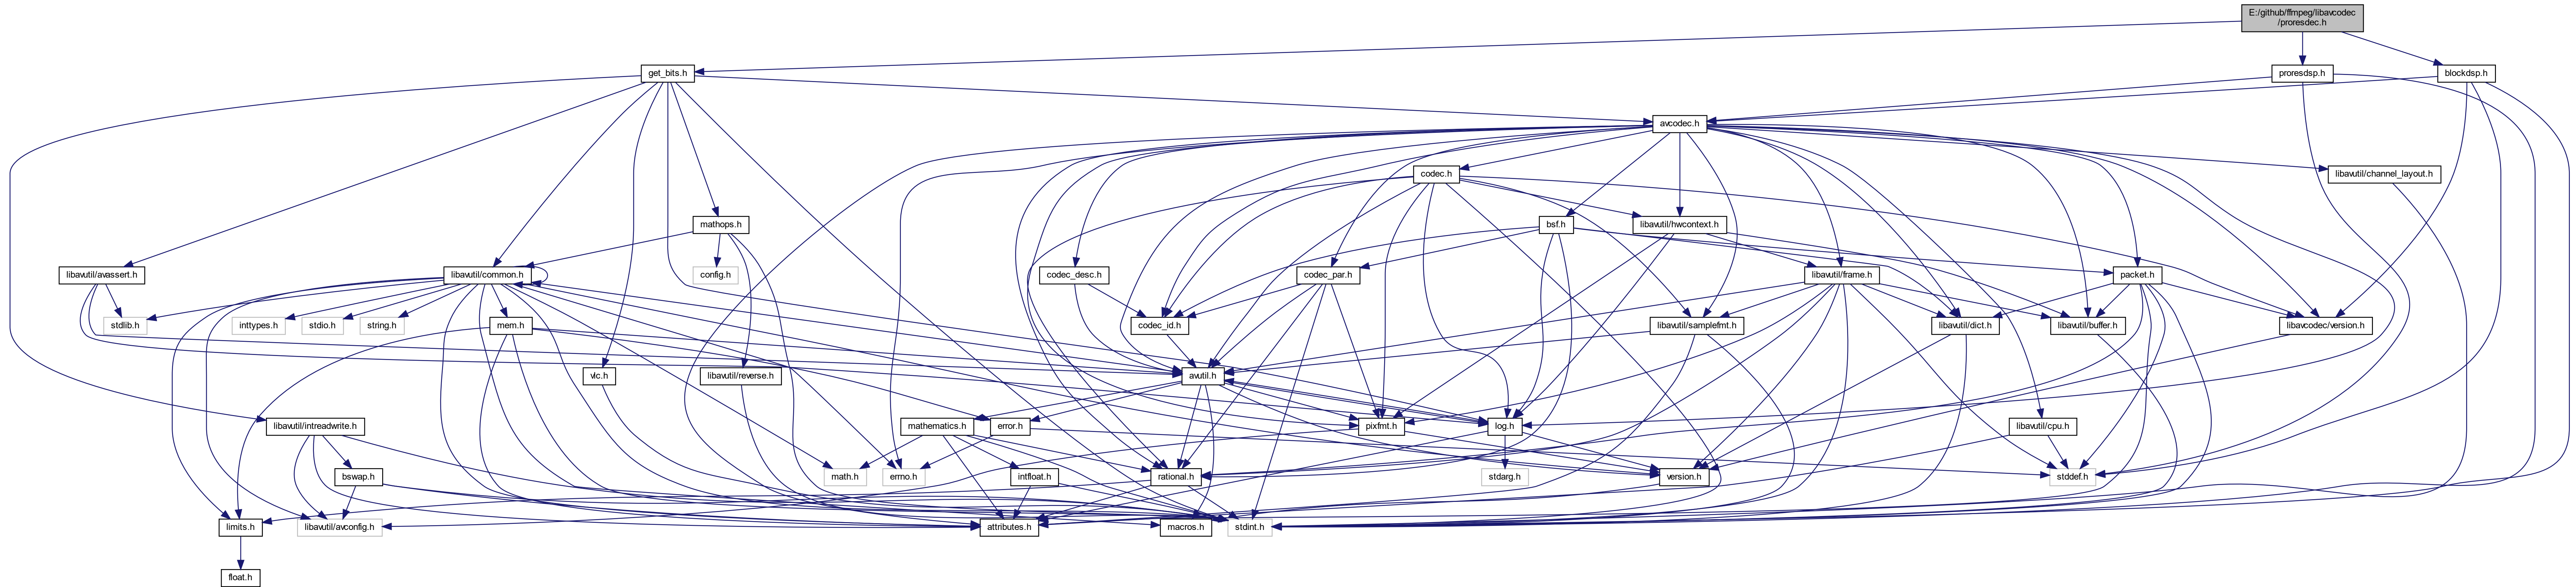 E:/github/ffmpeg/libavcodec
/proresdec.h
get_bits.h
proresdsp.h
blockdsp.h
avcodec.h
codec.h
libavutil/channel_layout.h
mathops.h
bsf.h
libavutil/hwcontext.h
libavutil/avassert.h
libavutil/common.h
config.h
codec_desc.h
codec_par.h
libavutil/frame.h
packet.h
stdlib.h
inttypes.h
stdio.h
string.h
mem.h
codec_id.h
libavutil/samplefmt.h
libavutil/dict.h
libavutil/buffer.h
libavcodec/version.h
vlc.h
libavutil/reverse.h
avutil.h
libavutil/intreadwrite.h
mathematics.h
error.h
pixfmt.h
log.h
libavutil/cpu.h
bswap.h
math.h
errno.h
intfloat.h
rational.h
stdarg.h
version.h
stddef.h
limits.h
libavutil/avconfig.h
attributes.h
macros.h
stdint.h
float.h